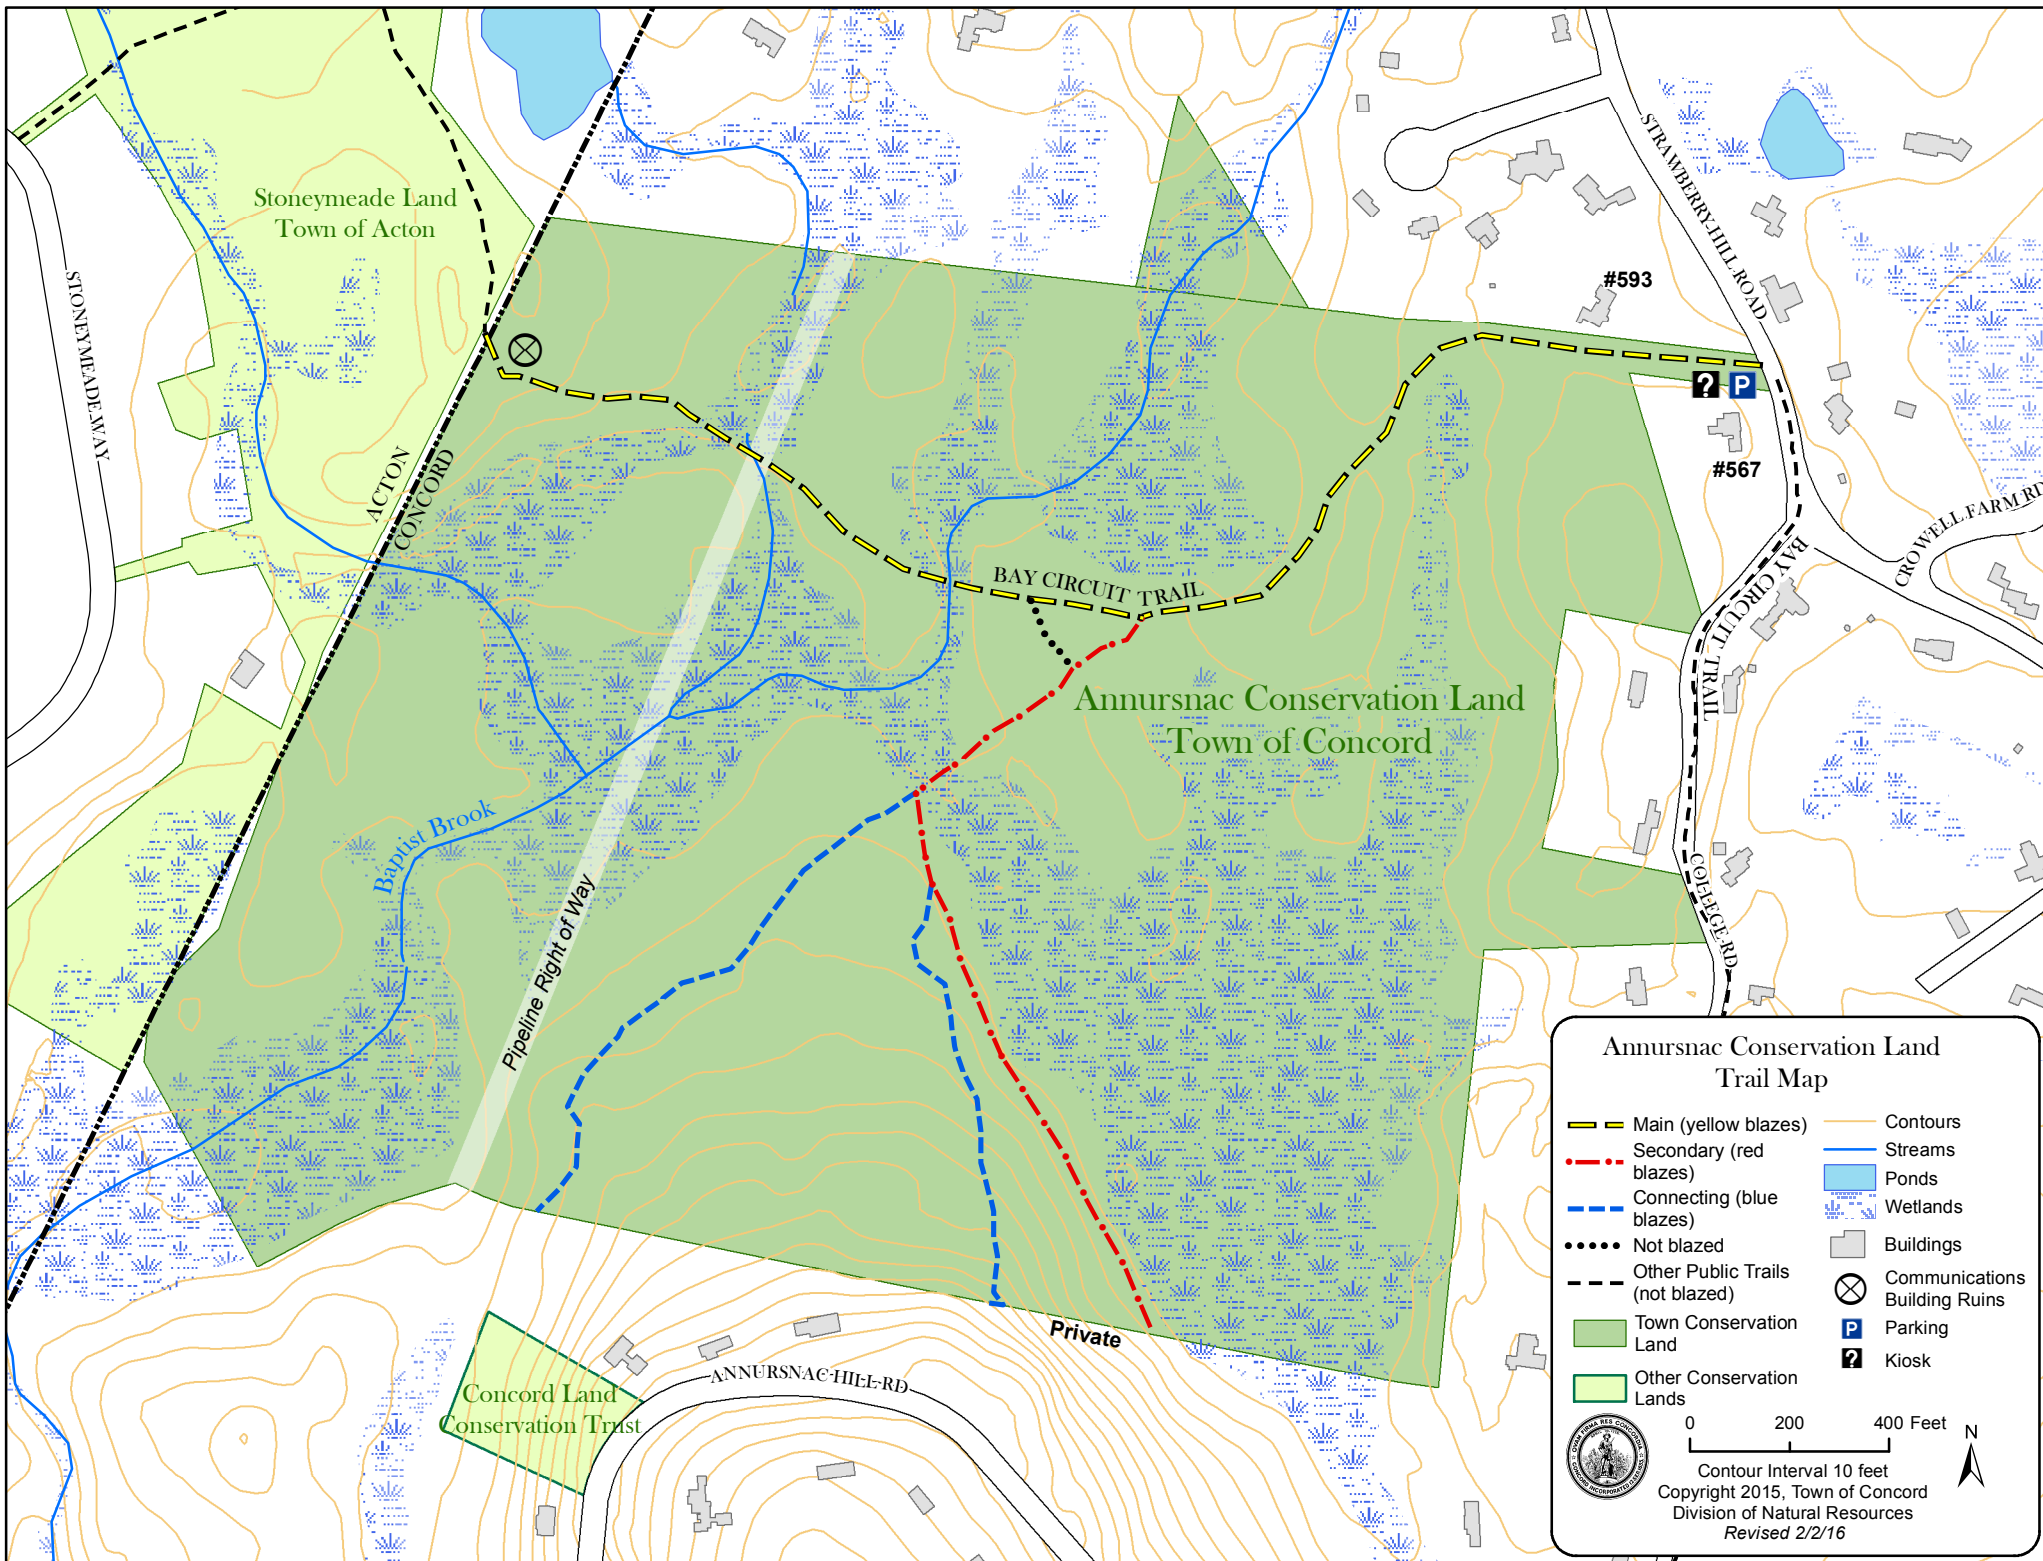 Stoneymeade Land
Town of Acton
STONEYMEADE WAY
ACTON
CONCORD
STRAWBERRY HILL ROAD
#593
?
P
#567
CROWELL FARM RD
BAY CIRCUIT TRAIL
BAY CIRCUIT TRAIL
Annursnac Conservation Land
Town of Concord
Baptist Brook
Pipeline Right of Way
COLLEGE RD
Private
ANNURSNAC HILL RD
Concord Land
Conservation Trust
Annursnac Conservation Land
Trail Map
Main (yellow blazes)
Secondary (red
blazes)
Connecting (blue
blazes)
Not blazed
Other Public Trails
(not blazed)
Town Conservation
Land
Other Conservation
Lands
Contours
Streams
Ponds
Wetlands
Buildings
Communications
Building Ruins
P Parking
? Kiosk
0 200 400 Feet
N
Contour Interval 10 feet
Copyright 2015, Town of Concord
Division of Natural Resources
Revised 2/2/16
QVAM FIRMA RES CONCORDIA